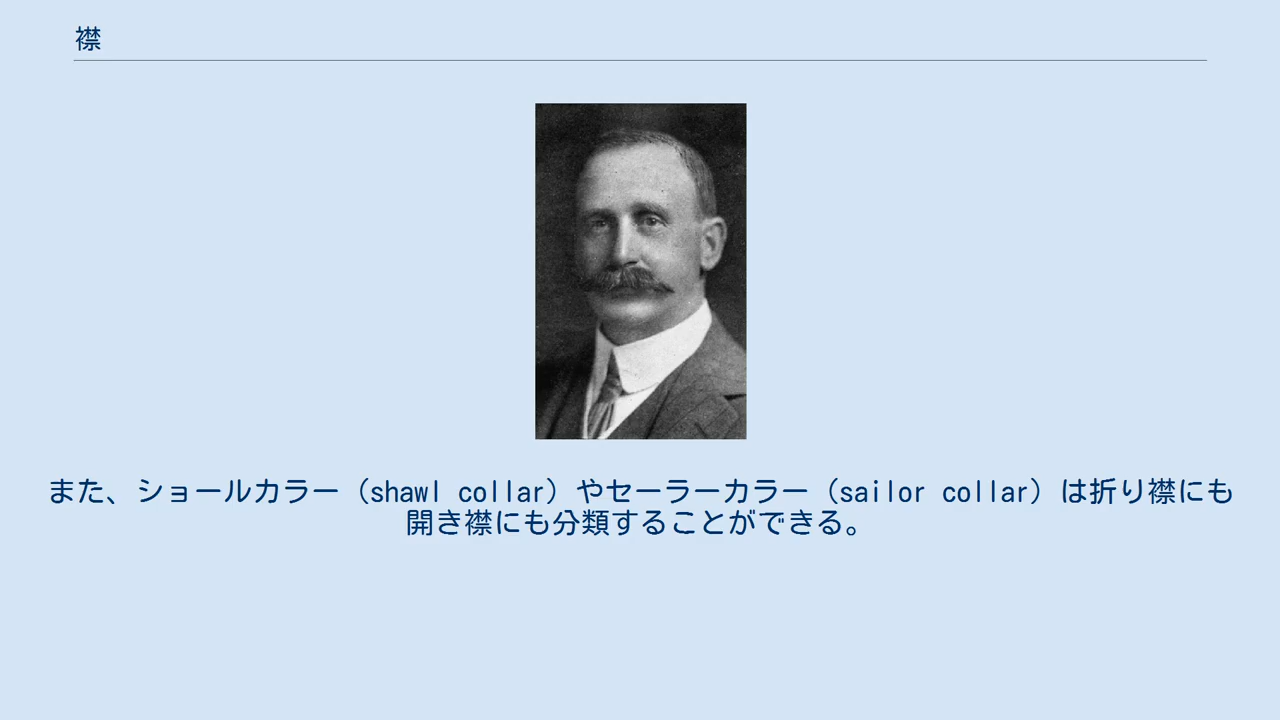 襟
また、ショールカラー（shawl collar）やセーラーカラー（sailor collar）は折り襟にも
開き襟にも分類することができる。